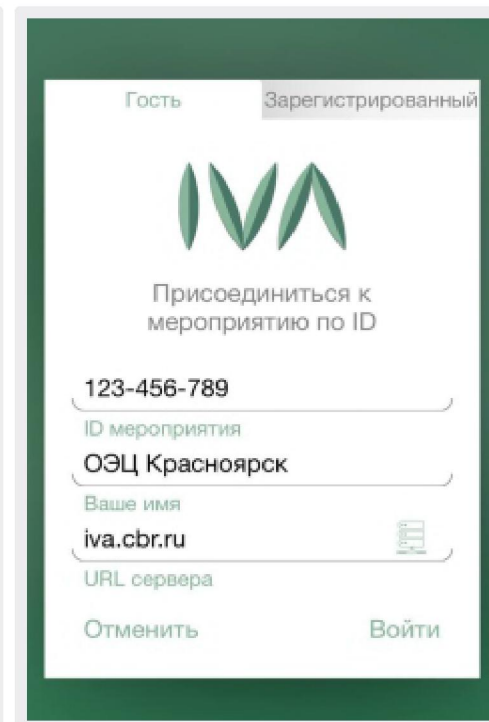 Гость
Зарегистрированный
IVA
Присоединиться к
мероприятию по ID
123-456-789
ID мероприятия
ОЭЦ Красноярск
Ваше имя
iva.cbr.ru
URL сервера
Отменить
Войти